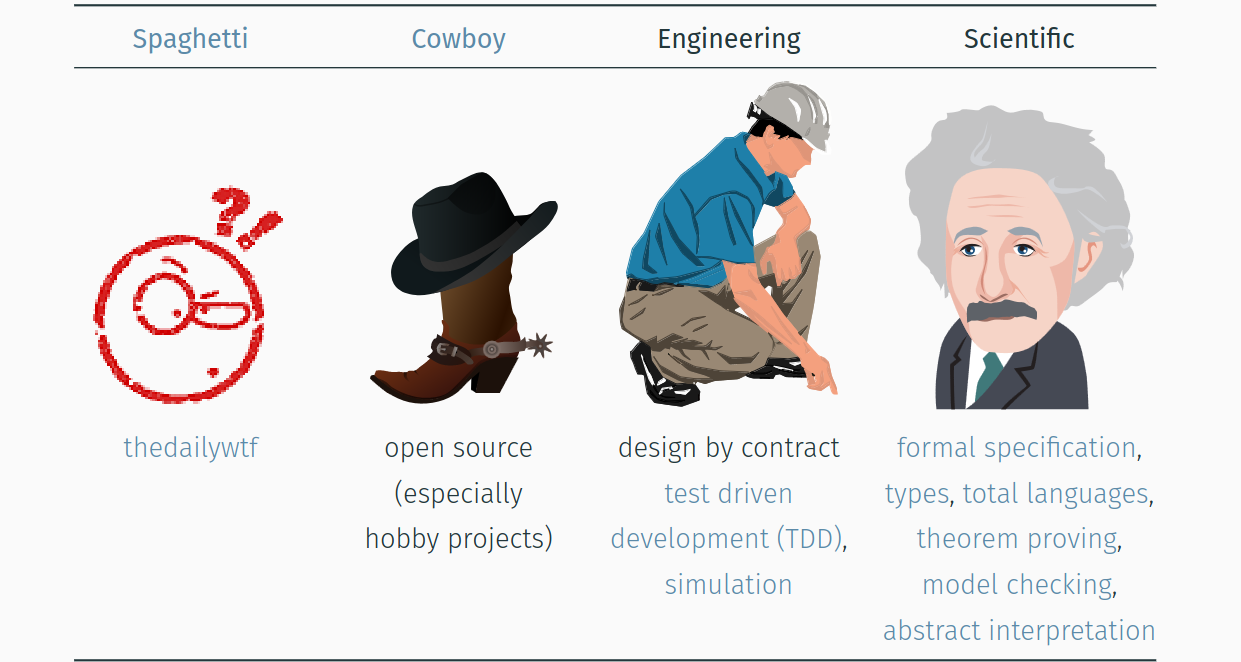 Spaghetti
Cowboy
Engineering
Scientific
?!
thedailywtf
open source
(especially
hobby projects)
design by contract
test driven
development (TDD),
simulation
formal specification,
types, total languages,
theorem proving,
model checking,
abstract interpretation